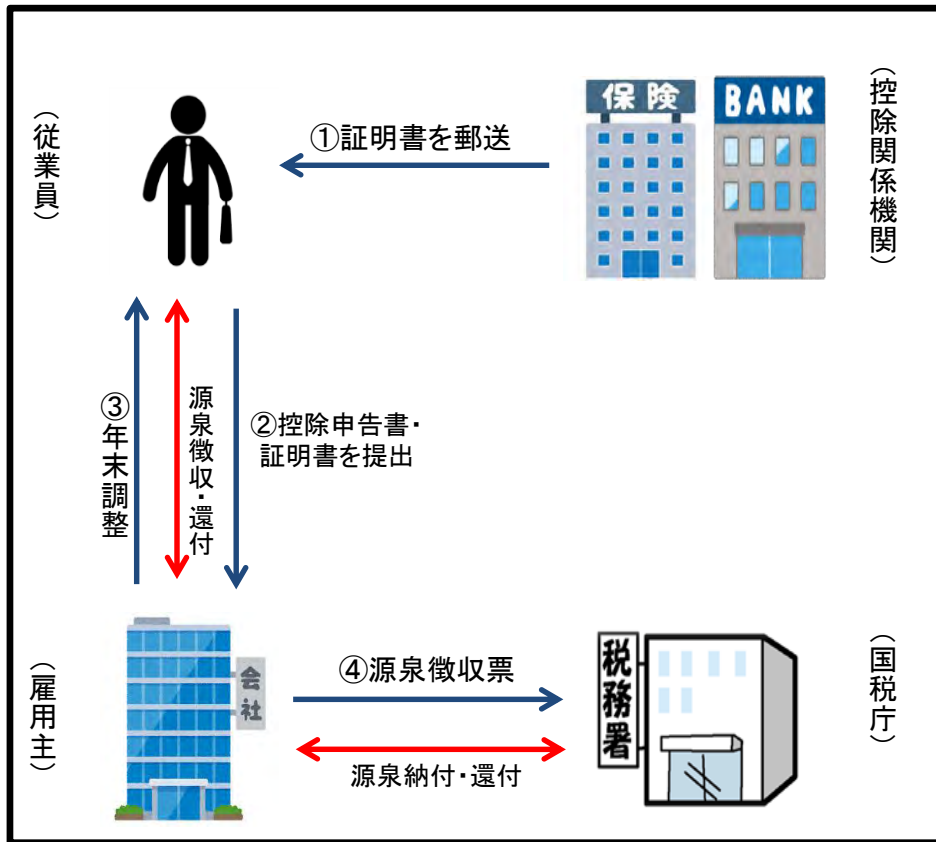 (従業員)
①証明書を郵送
保険
BANK
(控除関係機関)
③年末調整
源泉徴収・還付
②控除申告書・
証明書を提出
(雇用主)
会社
④源泉徴収票
源泉納付・還付
税務署
(国税庁)